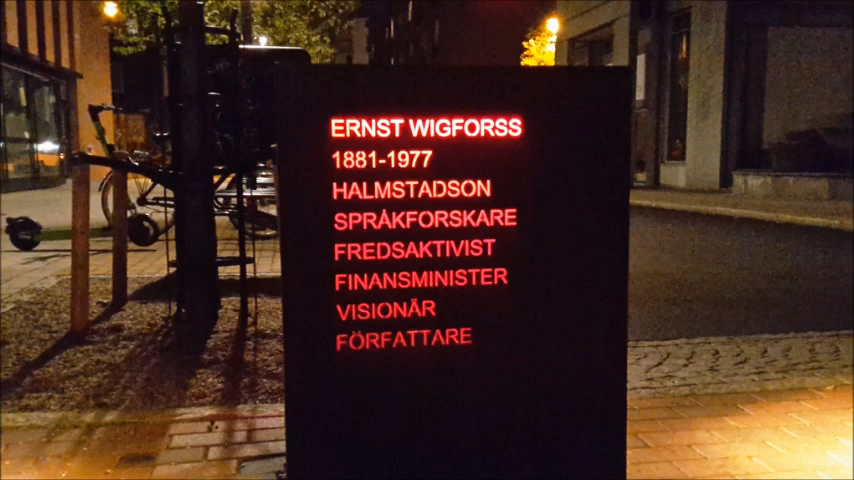 ERNST WIGFORSS
1881-1977
HALMSTADSON
SPRÅKFORSKARE
FREDSAKTIVIST
FINANSMINISTER
VISIONÄR
FÖRFATTARE